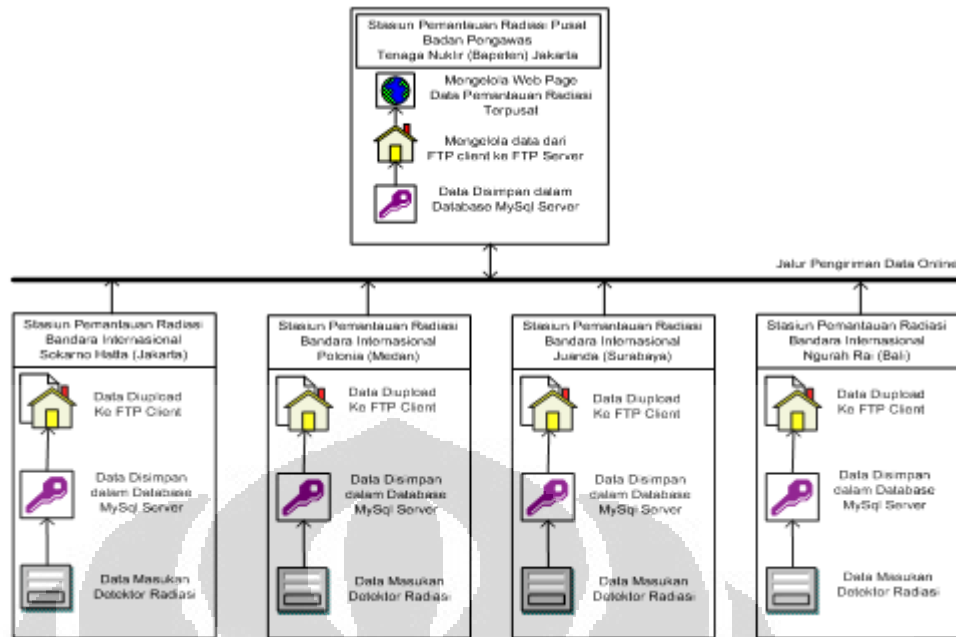 Stasiun Pemantauan Radiasi Pusat
Badan Pengawas
Tenaga Nuklir (Bapeten) Jakarta
Mengelola Web Page
Data Pemantauan Radiasi
Terpusat
Mengelola data dari
FTP client ke FTP Server
Data Disimpan dalam
Database MySql Server
Jalur Pengiriman Data Online
Stasiun Pemantauan Radiasi
Bandara Internasional
Sokarno Hatta (Jakarta)
Data Diupload
Ke FTP Client
Data Disimpan
dalam Database
MySql Server
Data Masukan
Detektor Radiasi
Stasiun Pemantauan Radiasi
Bandara Internasional
Polonia (Medan)
Data Diupload
Ke FTP Client
Data Disimpan
dalam Database
MySql Server
Data Masukan
Detektor Radiasi
Stasiun Pemantauan Radiasi
Bandara Internasional
Juanda (Surabaya)
Data Diupload
Ke FTP Client
Data Disimpan
dalam Database
MySql Server
Data Masukan
Detektor Radiasi
Stasiun Pemantauan Radiasi
Bandara Internasional
Ngurah Rai (Bali)
Data Diupload
Ke FTP Client
Data Disimpan
dalam Database
MySql Server
Data Masukan
Detektor Radiasi